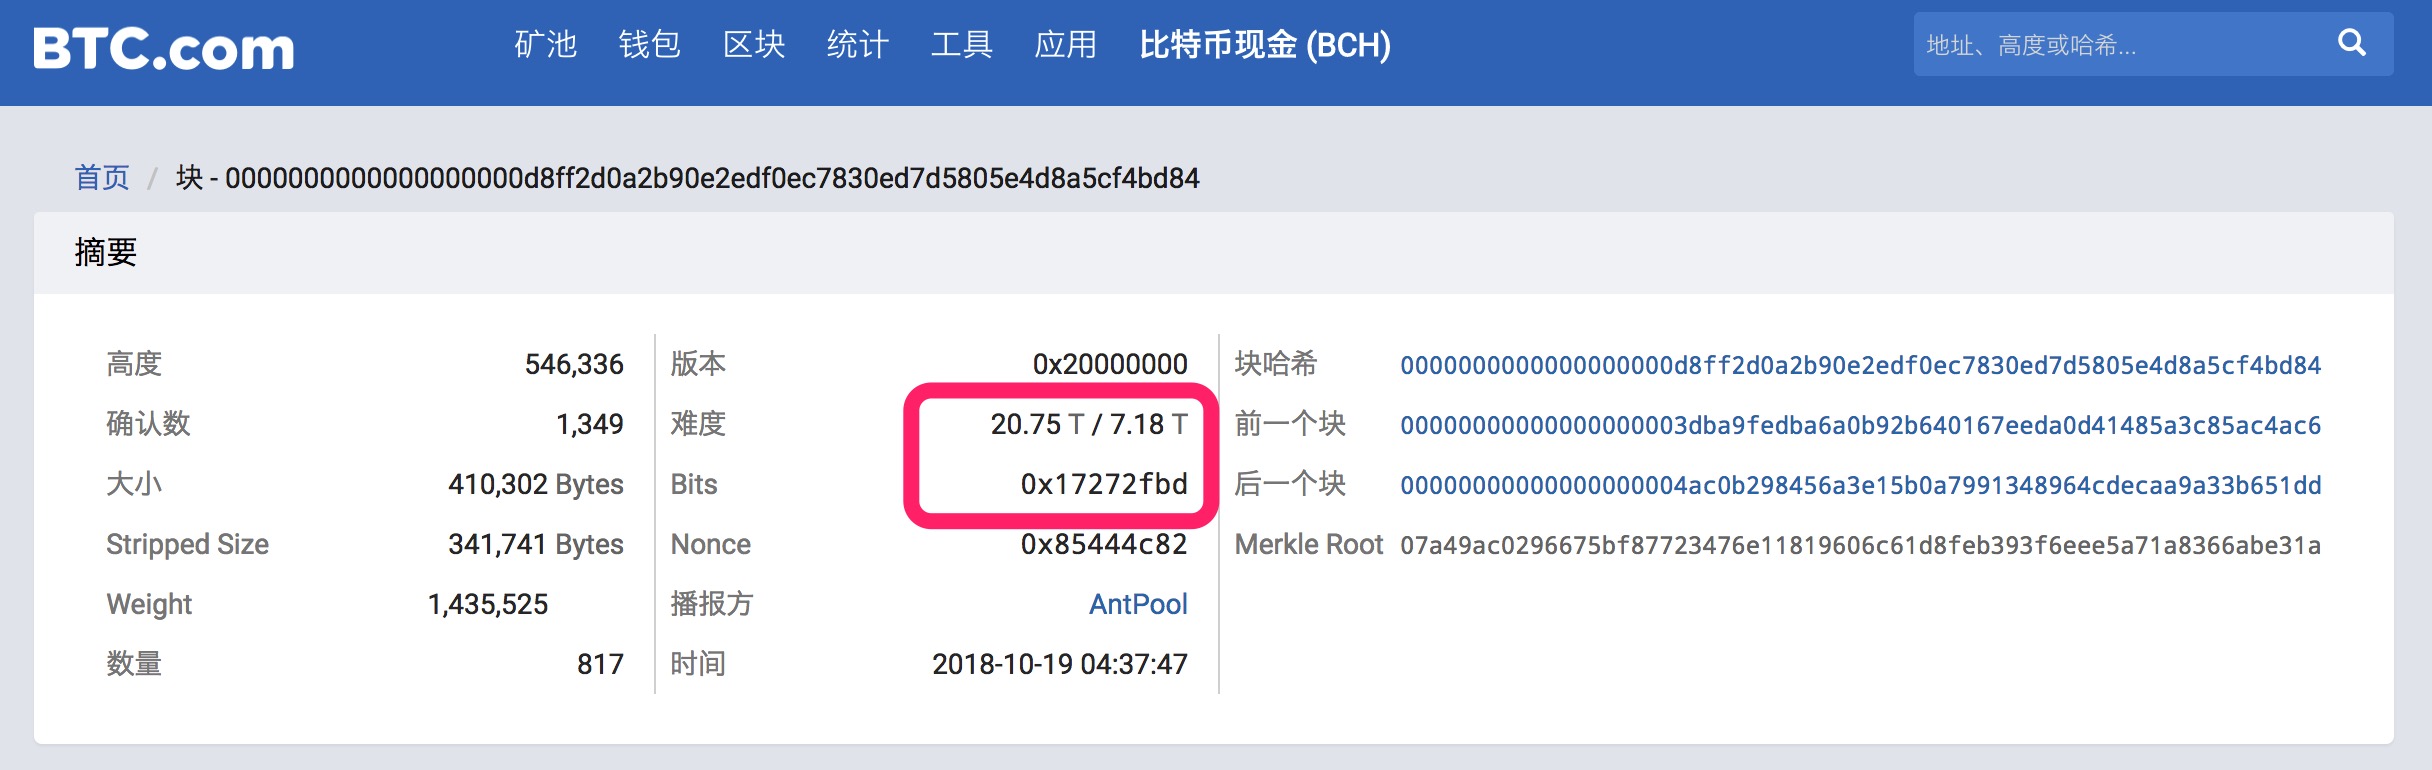 BTC.com 矿池 钱包 区块 统计 工具 应用 比特币现金 (BCH) 地址、高度或哈希...
首页 / 块 - 0000000000000000000d8ff2d0a2b90e2edf0ec7830ed7d5805e4d8a5cf4bd84
摘要
高度 546,336 版本 0x20000000 块哈希 0000000000000000000d8ff2d0a2b90e2edf0ec7830ed7d5805e4d8a5cf4bd84
确认数 1,349 难度 20.75 T / 7.18 T 前一个块 00000000000000000003dba9fedba6a0b92b640167eeda0d41485a3c85ac4ac6
大小 410,302 Bytes Bits 0x17272fbd 后一个块 00000000000000000004ac0b298456a3e15b0a7991348964cdecaa9a33b651dd
Stripped Size 341,741 Bytes Nonce 0x85444c82 Merkle Root 07a49ac0296675bf87723476e11819606c61d8feb393f6eee5a71a8366abe31a
Weight 1,435,525 播报方 AntPool
数量 817 时间 2018-10-19 04:37:47